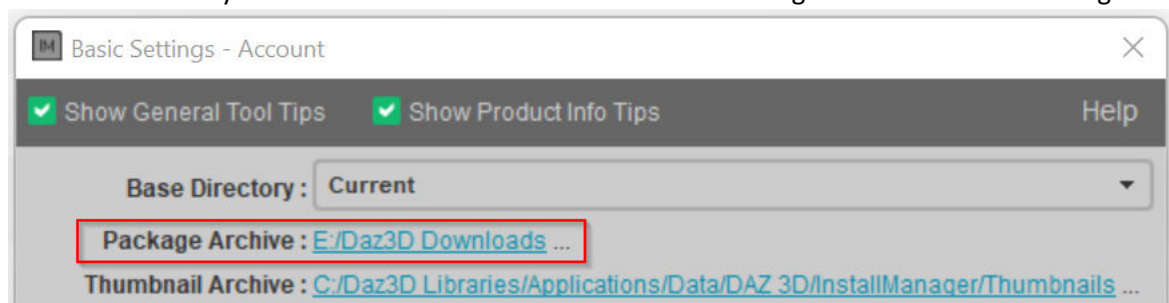 IM Basic Settings - Account
Show General Tool Tips Show Product Info Tips Help
Base Directory : Current
Package Archive : E:/Daz3D Downloads ...
Thumbnail Archive : C:/Daz3D Libraries/Applications/Data/DAZ 3D/InstallManager/Thumbnails ...